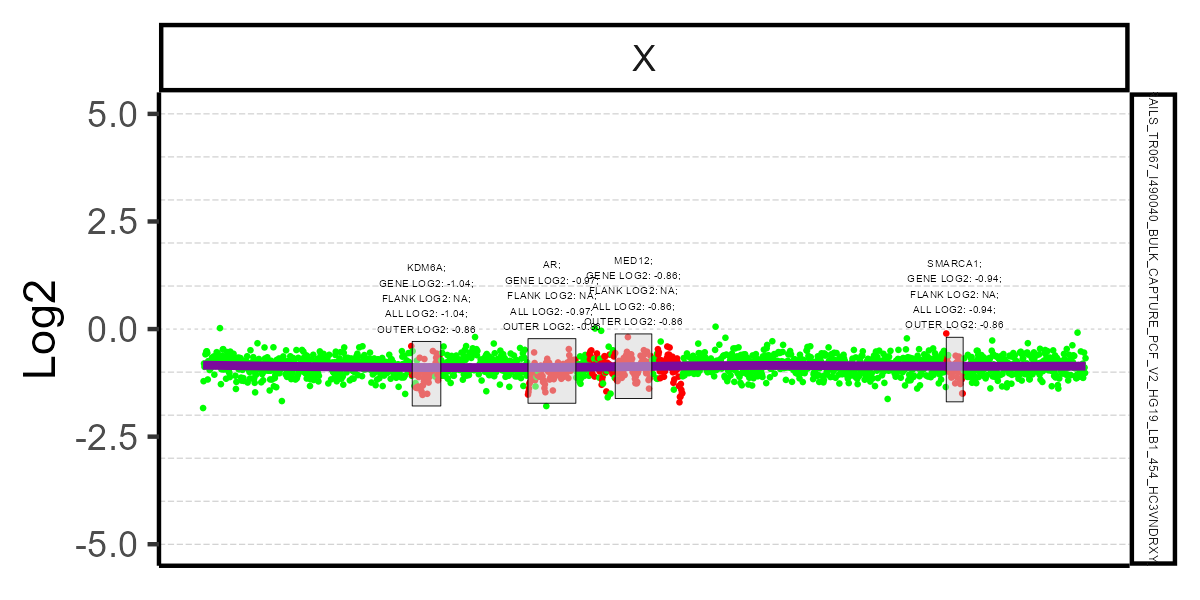 X
Log2
5.0
2.5
0.0
-2.5
-5.0
KDM6A;
GENE LOG2: -1.04;
FLANK LOG2: NA;
ALL LOG2: -1.04;
OUTER LOG2: -0.86
AR;
GENE LOG2: -0.97;
FLANK LOG2: NA;
ALL LOG2: -0.97;
OUTER LOG2: -0.86
MED12;
GENE LOG2: -0.86;
FLANK LOG2: NA;
ALL LOG2: -0.86;
OUTER LOG2: -0.86
SMARCA1;
GENE LOG2: -0.94;
FLANK LOG2: NA;
ALL LOG2: -0.94;
OUTER LOG2: -0.86
AILS_TR067_I490040_BULK_CAPTURE_PCF_V2_HG19_LB1_454_HC3VNDRXY